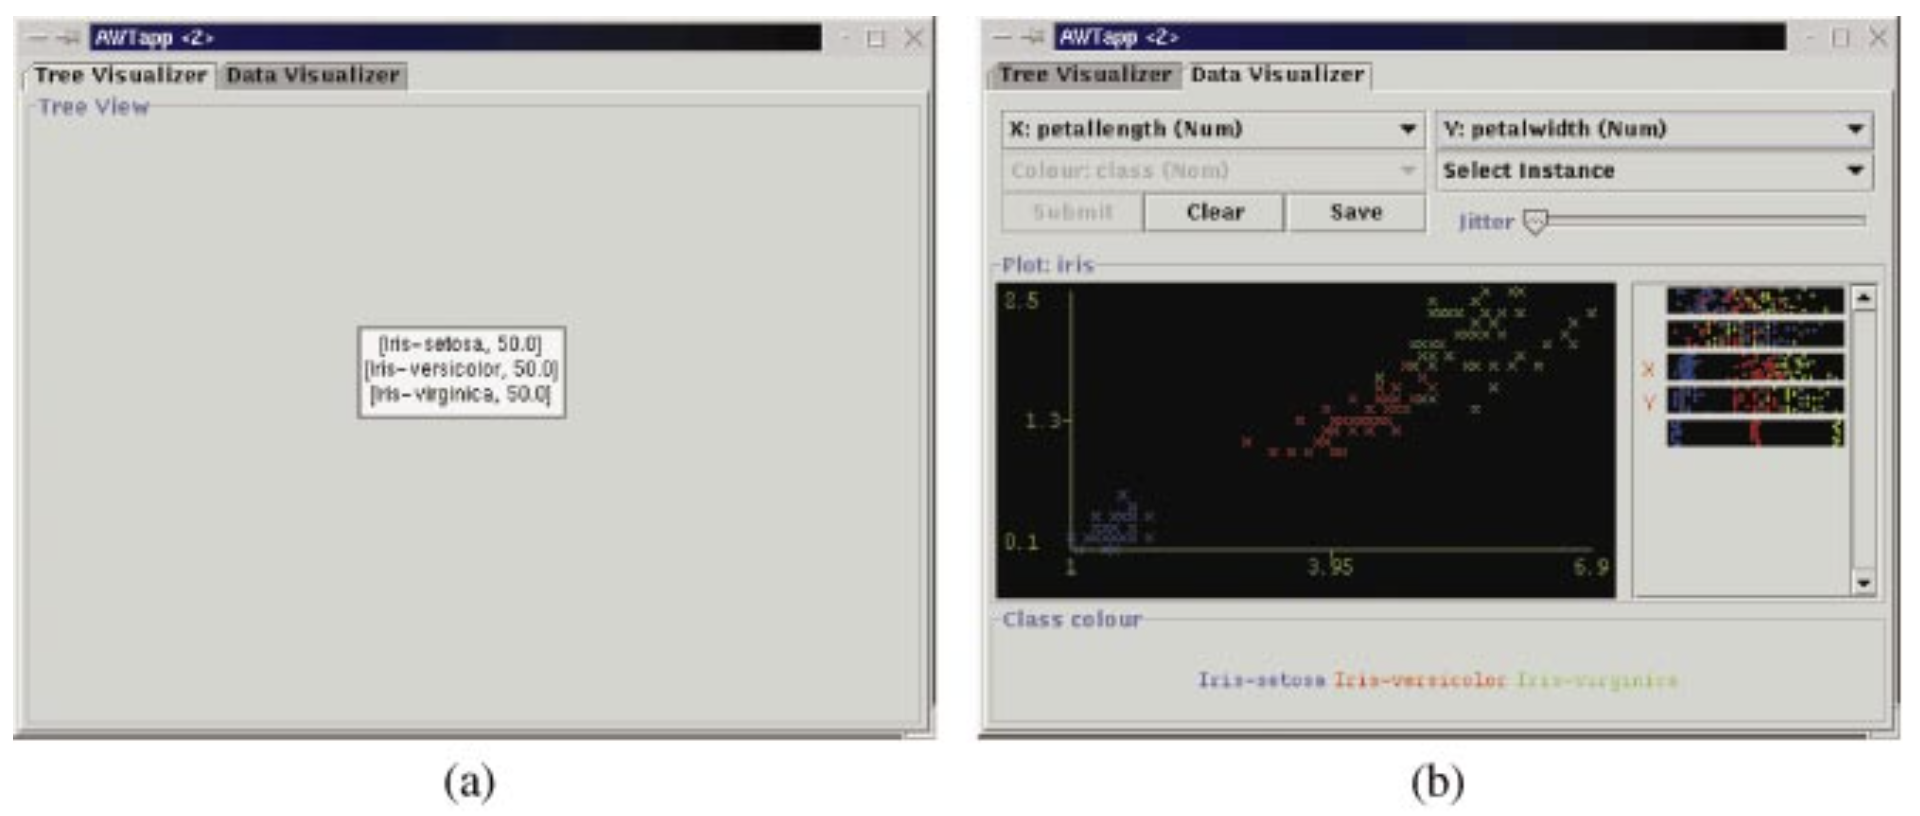 AWTapp <2>
Tree Visualizer Data Visualizer
Tree View
[Iris-setosa, 50.0]
[Iris-versicolor, 50.0]
[Iris-virginica, 50.0]
(a)
AWTapp <2>
Tree Visualizer Data Visualizer
X: petallength (Num) Y: petalwidth (Num)
Colour: class (Nom) Select Instance
Submit Clear Save Jitter
Plot: iris
2.5
1.3
0.1
1 3.95 6.9
X
Y
Class colour
Iris-setosa Iris-versicolor Iris-virginica
(b)